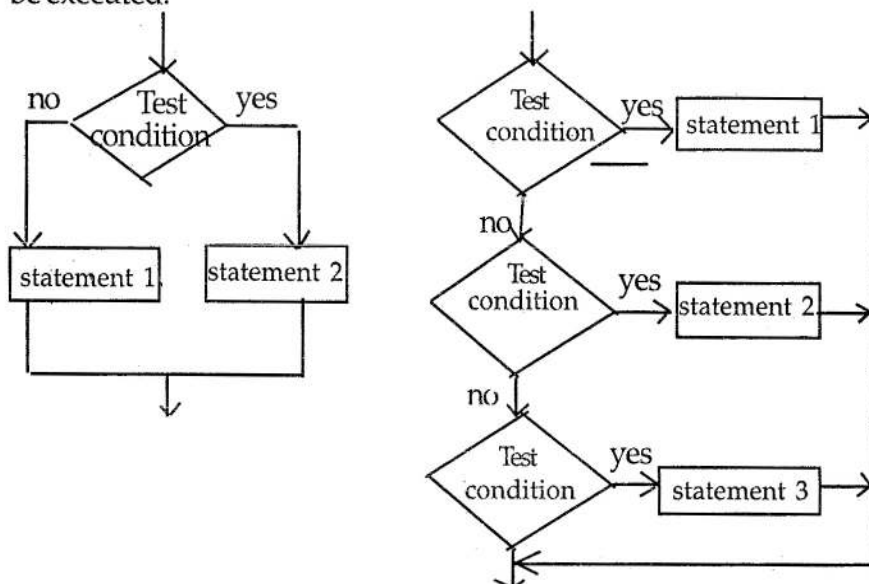 be executed.
no
Test
condition
yes
statement 1
statement 2
Test
condition
yes
statement 1
no
Test
condition
yes
statement 2
no
Test
condition
yes
statement 3